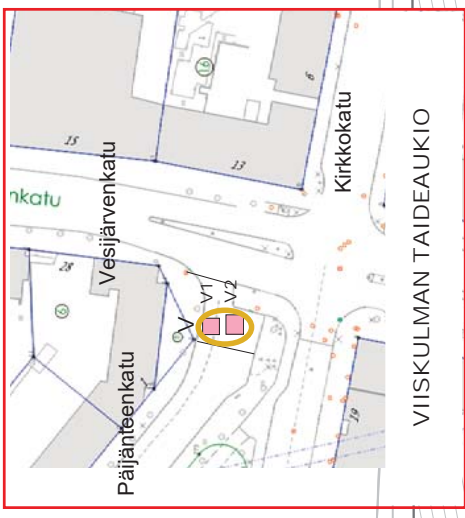 15
16
6
13
nkatu
Vesijärvenkatu
Kirkkokatu
28
6
V
V1
V2
Päijänteenkatu
19
VIISKULMAN TAIDEAUKIO